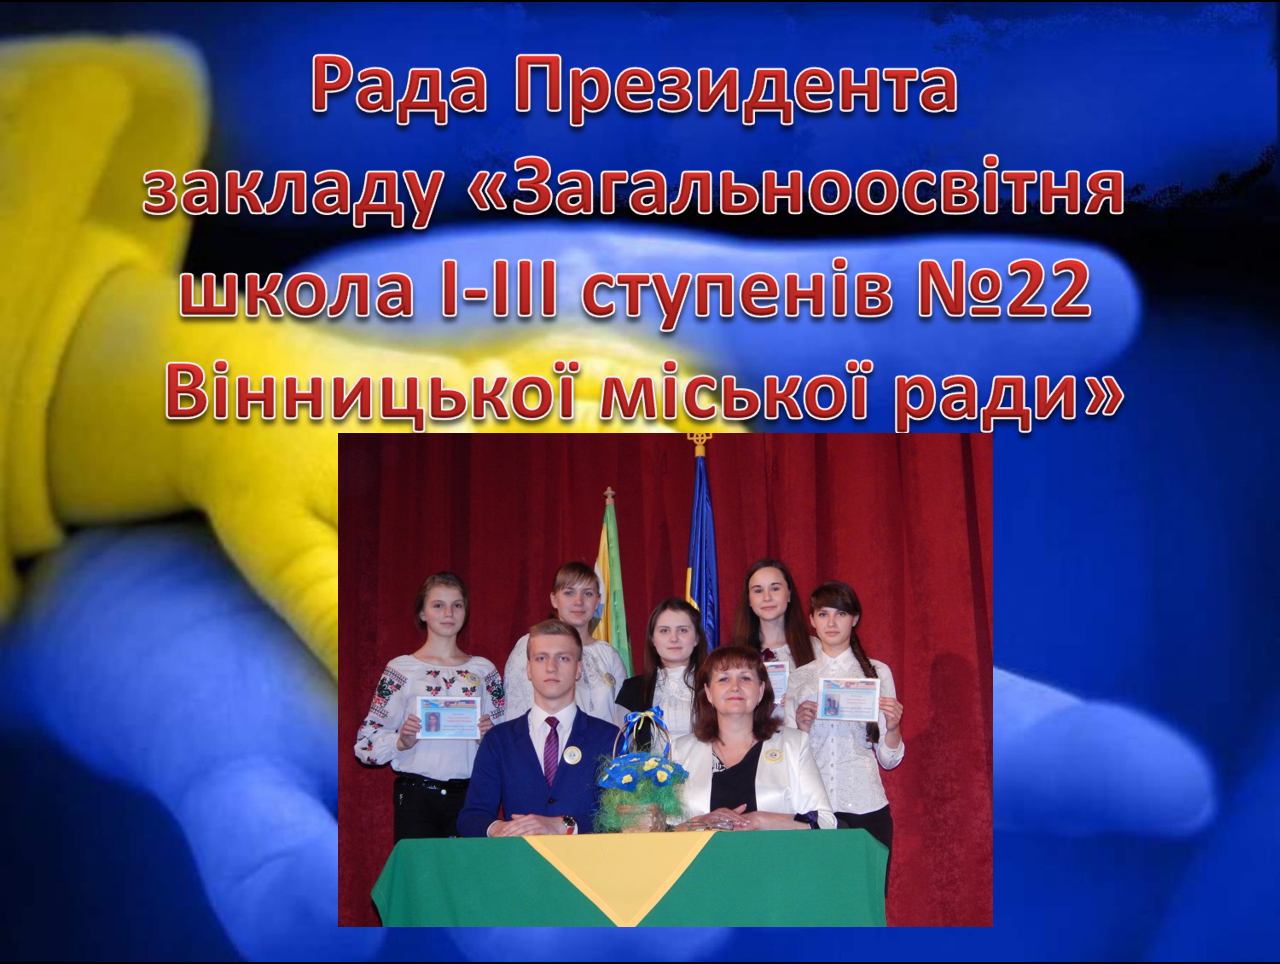 Рада Президента
закладу «Загальноосвітня
школа І-ІІІ ступенів №22
Вінницької міської ради»